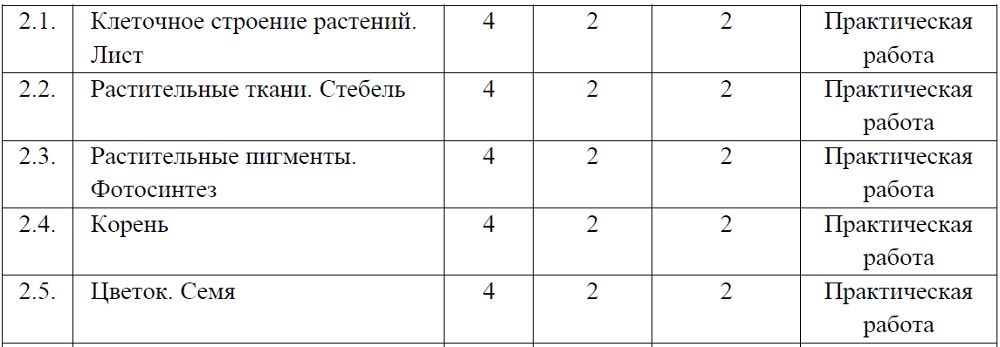 2.1. Клеточное строение растений. 4 2 2 Практическая
Лист работа
2.2. Растительные ткани. Стебель 4 2 2 Практическая
работа
2.3. Растительные пигменты. 4 2 2 Практическая
Фотосинтез работа
2.4. Корень 4 2 2 Практическая
работа
2.5. Цветок. Семя 4 2 2 Практическая
работа